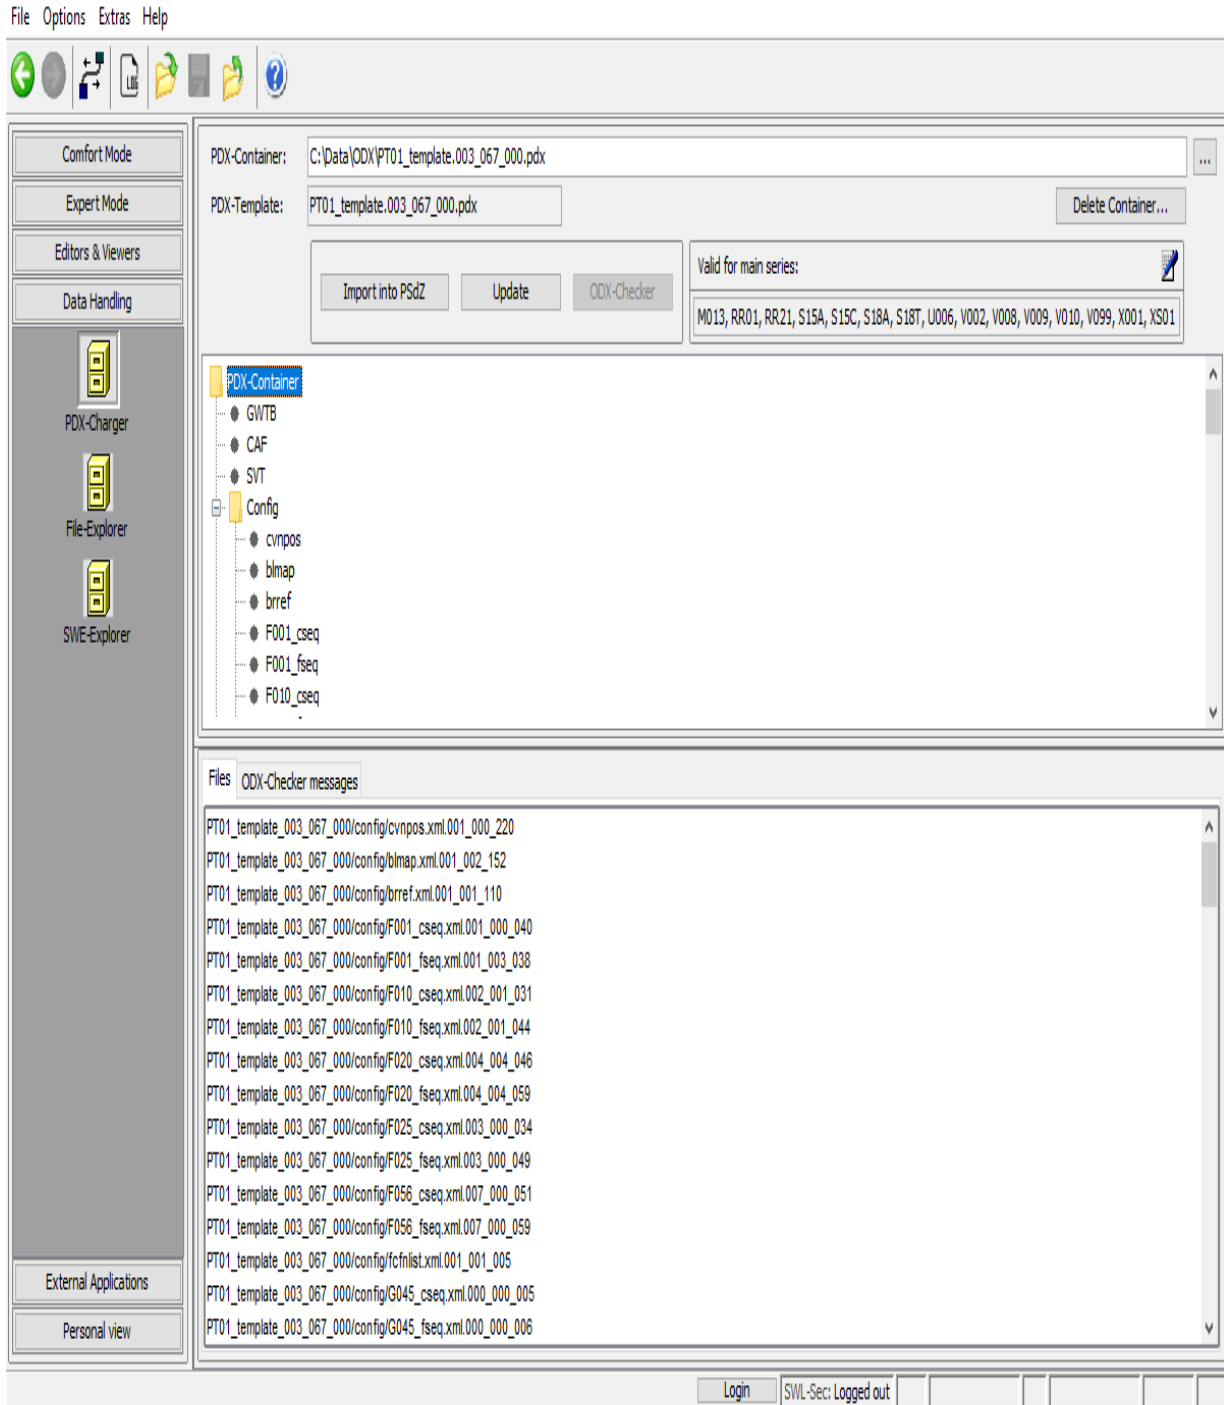 File Options Extras Help
LOG
Comfort Mode
Expert Mode
Editors & Viewers
Data Handling
PDX-Charger
File-Explorer
SWE-Explorer
External Applications
Personal view
PDX-Container: C:\Data\ODX\PT01_template.003_067_000.pdx ...
PDX-Template: PT01_template.003_067_000.pdx Delete Container...
Import into PSdZ Update ODX-Checker
Valid for main series:
M013, RR01, RR21, S15A, S15C, S18A, S18T, U006, V002, V008, V009, V010, V099, X001, XS01
PDX-Container
GWTB
CAF
SVT
Config
cvnpos
blmap
brref
F001_cseq
F001_fseq
F010_cseq
Files ODX-Checker messages
PT01_template_003_067_000/config/cvnpos.xml.001_000_220
PT01_template_003_067_000/config/blmap.xml.001_002_152
PT01_template_003_067_000/config/brref.xml.001_001_110
PT01_template_003_067_000/config/F001_cseq.xml.001_000_040
PT01_template_003_067_000/config/F001_fseq.xml.001_003_038
PT01_template_003_067_000/config/F010_cseq.xml.002_001_031
PT01_template_003_067_000/config/F010_fseq.xml.002_001_044
PT01_template_003_067_000/config/F020_cseq.xml.004_004_046
PT01_template_003_067_000/config/F020_fseq.xml.004_004_059
PT01_template_003_067_000/config/F025_cseq.xml.003_000_034
PT01_template_003_067_000/config/F025_fseq.xml.003_000_049
PT01_template_003_067_000/config/F056_cseq.xml.007_000_051
PT01_template_003_067_000/config/F056_fseq.xml.007_000_059
PT01_template_003_067_000/config/fcfnlist.xml.001_001_005
PT01_template_003_067_000/config/G045_cseq.xml.000_000_005
PT01_template_003_067_000/config/G045_fseq.xml.000_000_006
Login SWL-Sec: Logged out